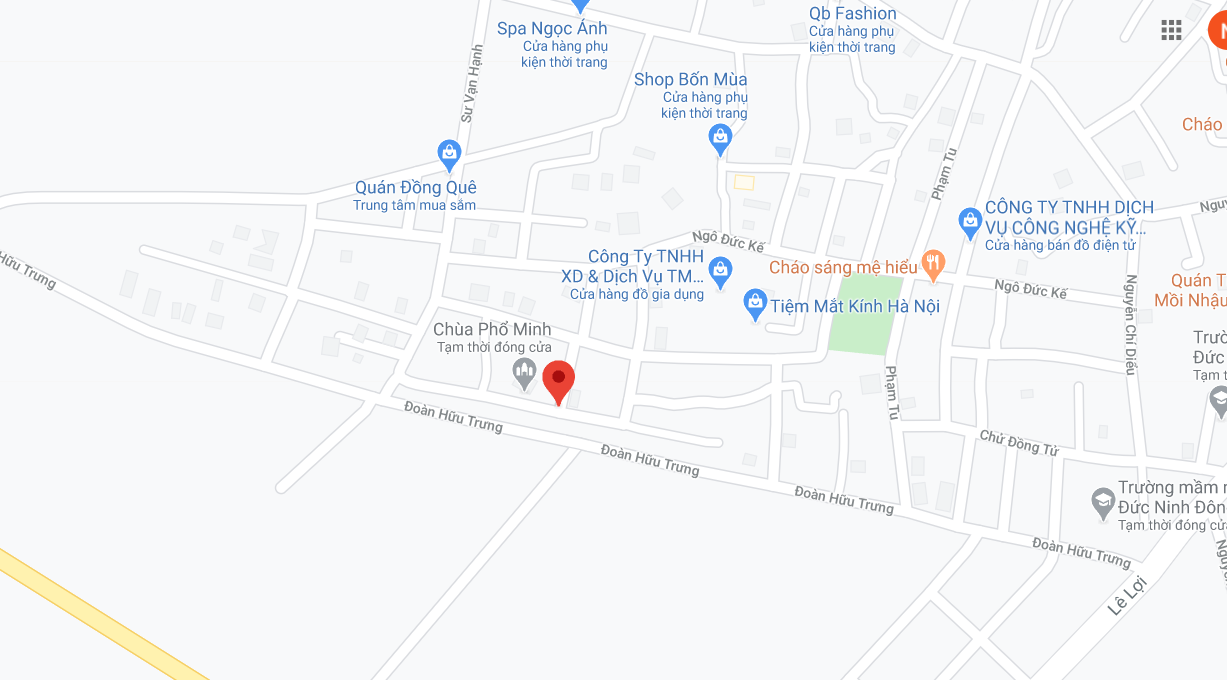 Spa Ngọc Ánh
Cửa hàng phụ
kiện thời trang
Qb Fashion
Cửa hàng phụ
kiện thời trang
Shop Bốn Mùa
Cửa hàng phụ
kiện thời trang
Sư Vạn Hạnh
Cháo
Phạm Tu
Quán Đồng Quê
Trung tâm mua sắm
CÔNG TY TNHH DỊCH
VỤ CÔNG NGHỆ KỸ...
Cửa hàng bán đồ điện tử
Nguy
Ngô Đức Kế
Hữu Trung
Công Ty TNHH
XD & Dịch Vụ TM...
Cửa hàng đồ gia dụng
Cháo sáng mệ hiểu
Ngô Đức Kế
Nguyễn Chí Diểu
Quán T
Mồi Nhậu
Tiệm Mắt Kính Hà Nội
Chùa Phổ Minh
Tạm thời đóng cửa
Trườ
Đức
Tạm t
Phạm Tu
Đoàn Hữu Trung
Chử Đồng Tử
Đoàn Hữu Trung
Đoàn Hữu Trung
Trường mầm n
Đức Ninh Đôn
Tạm thời đóng cửa
Đoàn Hữu Trung
Lê Lợi